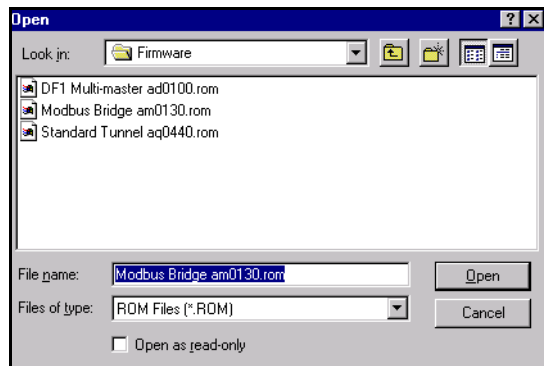 Open
Look in: Firmware
DF1 Multi-master ad0100.rom
Modbus Bridge am0130.rom
Standard Tunnel aq0440.rom
File name: Modbus Bridge am0130.rom Open
Files of type: ROM Files (*.ROM) Cancel
Open as read-only